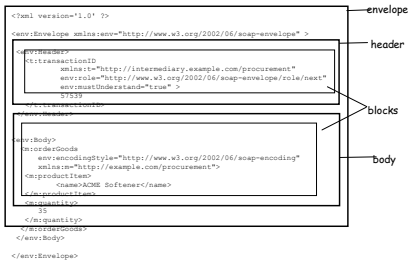 <?xml version='1.0' ?>
envelope
<env:Envelope xmlns:env="http://www.w3.org/2002/06/soap-envelope" >
header
<env:Header>
<t:transactionID
xmlns:t="http://intermediary.example.com/procurement"
env:role="http://www.w3.org/2002/06/soap-envelope/role/next"
env:mustUnderstand="true" >
57539
</t:transactionID>
</env:Header>
blocks
<env:Body>
<m:orderGoods
env:encodingStyle="http://www.w3.org/2002/06/soap-encoding"
body
xmlns:m="http://example.com/procurement">
<m:productItem>
<name>ACME Softener</name>
</m:productItem>
<m:quantity>
35
</m:quantity>
</m:orderGoods>
</env:Body>
</env:Envelope>